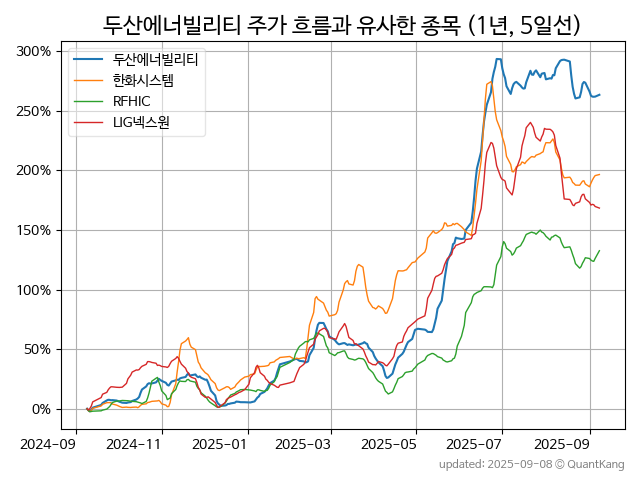 두산에너빌리티 주가 흐름과 유사한 종목 (1년, 5일선)
300%
250%
200%
150%
100%
50%
0%
두산에너빌리티
한화시스템
RFHIC
LIG넥스원
2024-09
2024-11
2025-01
2025-03
2025-05
2025-07
2025-09
updated: 2025-09-08 © QuantKang